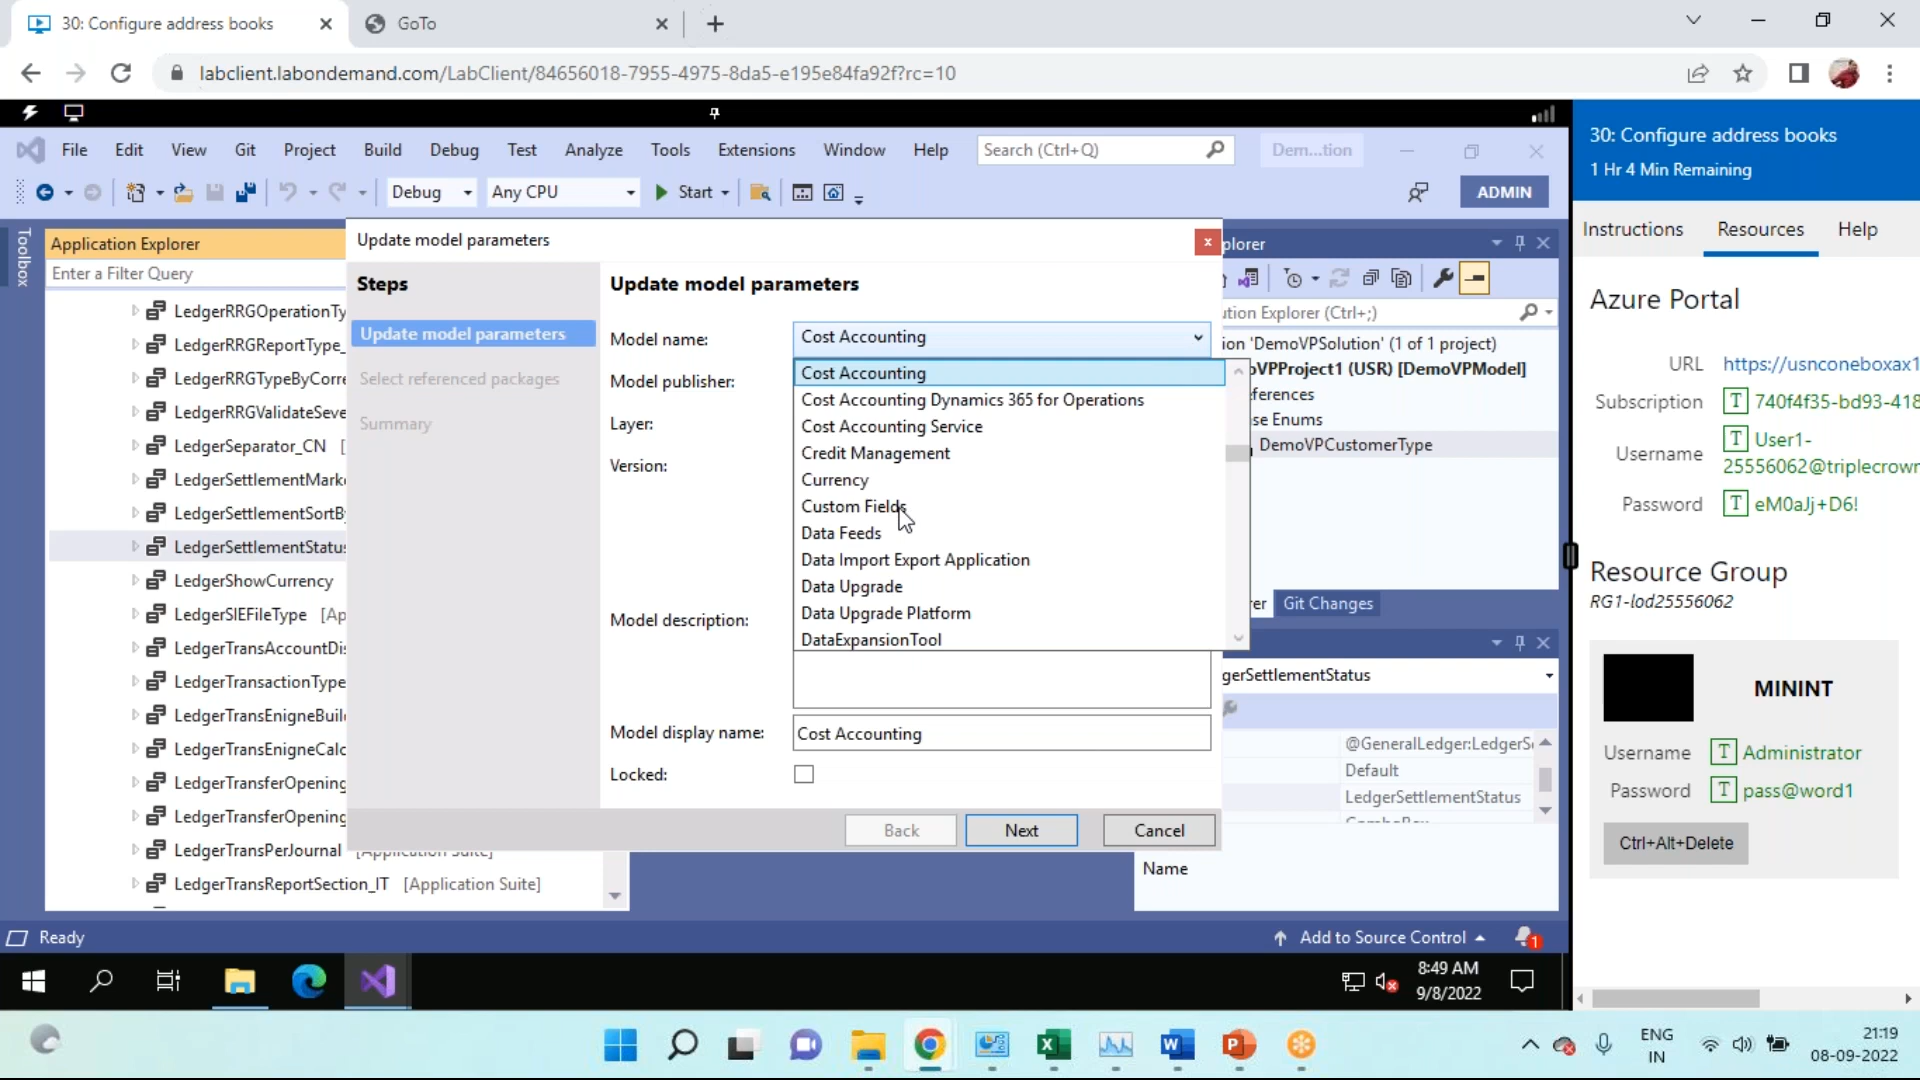 30: Configure address books
GoTo
labclient.labondemand.com/LabClient/84656018-7955-4975-8da5-e195e84fa92f?rc=10
File Edit View Git Project Build Debug Test Analyze Tools Extensions Window Help
Search (Ctrl+Q)
Dem...tion
Debug
Any CPU
Start
ADMIN
Toolbox
Application Explorer
Enter a Filter Query
LedgerRRGOperationTy
LedgerRRGReportType_
LedgerRRGTypeByCorre
LedgerRRGValidateSeve
LedgerSeparator_CN [
LedgerSettlementMark
LedgerSettlementSortB
LedgerSettlementStatus
LedgerShowCurrency
LedgerSIEFileType [Ap
LedgerTransAccountDis
LedgerTransactionType
LedgerTransEnigneBuil
LedgerTransEnigneCalc
LedgerTransferOpening
LedgerTransferOpening
LedgerTransPerJournal [Application Suite]
LedgerTransReportSection_IT [Application Suite]
Update model parameters
Steps
Update model parameters
Select referenced packages
Summary
Update model parameters
Model name:
Cost Accounting
Model publisher:
Layer:
Version:
Cost Accounting
Cost Accounting Dynamics 365 for Operations
Cost Accounting Service
Credit Management
Currency
Custom Fields
Data Feeds
Data Import Export Application
Data Upgrade
Data Upgrade Platform
DataExpansionTool
Model description:
Model display name:
Cost Accounting
Locked:
Back
Next
Cancel
plorer
ution Explorer (Ctrl+;)
ion 'DemoVPSolution' (1 of 1 project)
oVPProject1 (USR) [DemoVPModel]
eferences
se Enums
DemoVPCustomerType
er
Git Changes
gerSettlementStatus
@GeneralLedger:LedgerS
Default
LedgerSettlementStatus
Name
Ready
Add to Source Control
1
8:49 AM
9/8/2022
30: Configure address books
1 Hr 4 Min Remaining
Instructions Resources Help
Azure Portal
URL https://usnconeboxax1
Subscription T 740f4f35-bd93-418
Username T User1-
25556062@triplecrown
Password T eM0aJj+D6!
Resource Group
RG1-lod25556062
MININT
Username T Administrator
Password T pass@word1
Ctrl+Alt+Delete
ENG
IN
21:19
08-09-2022